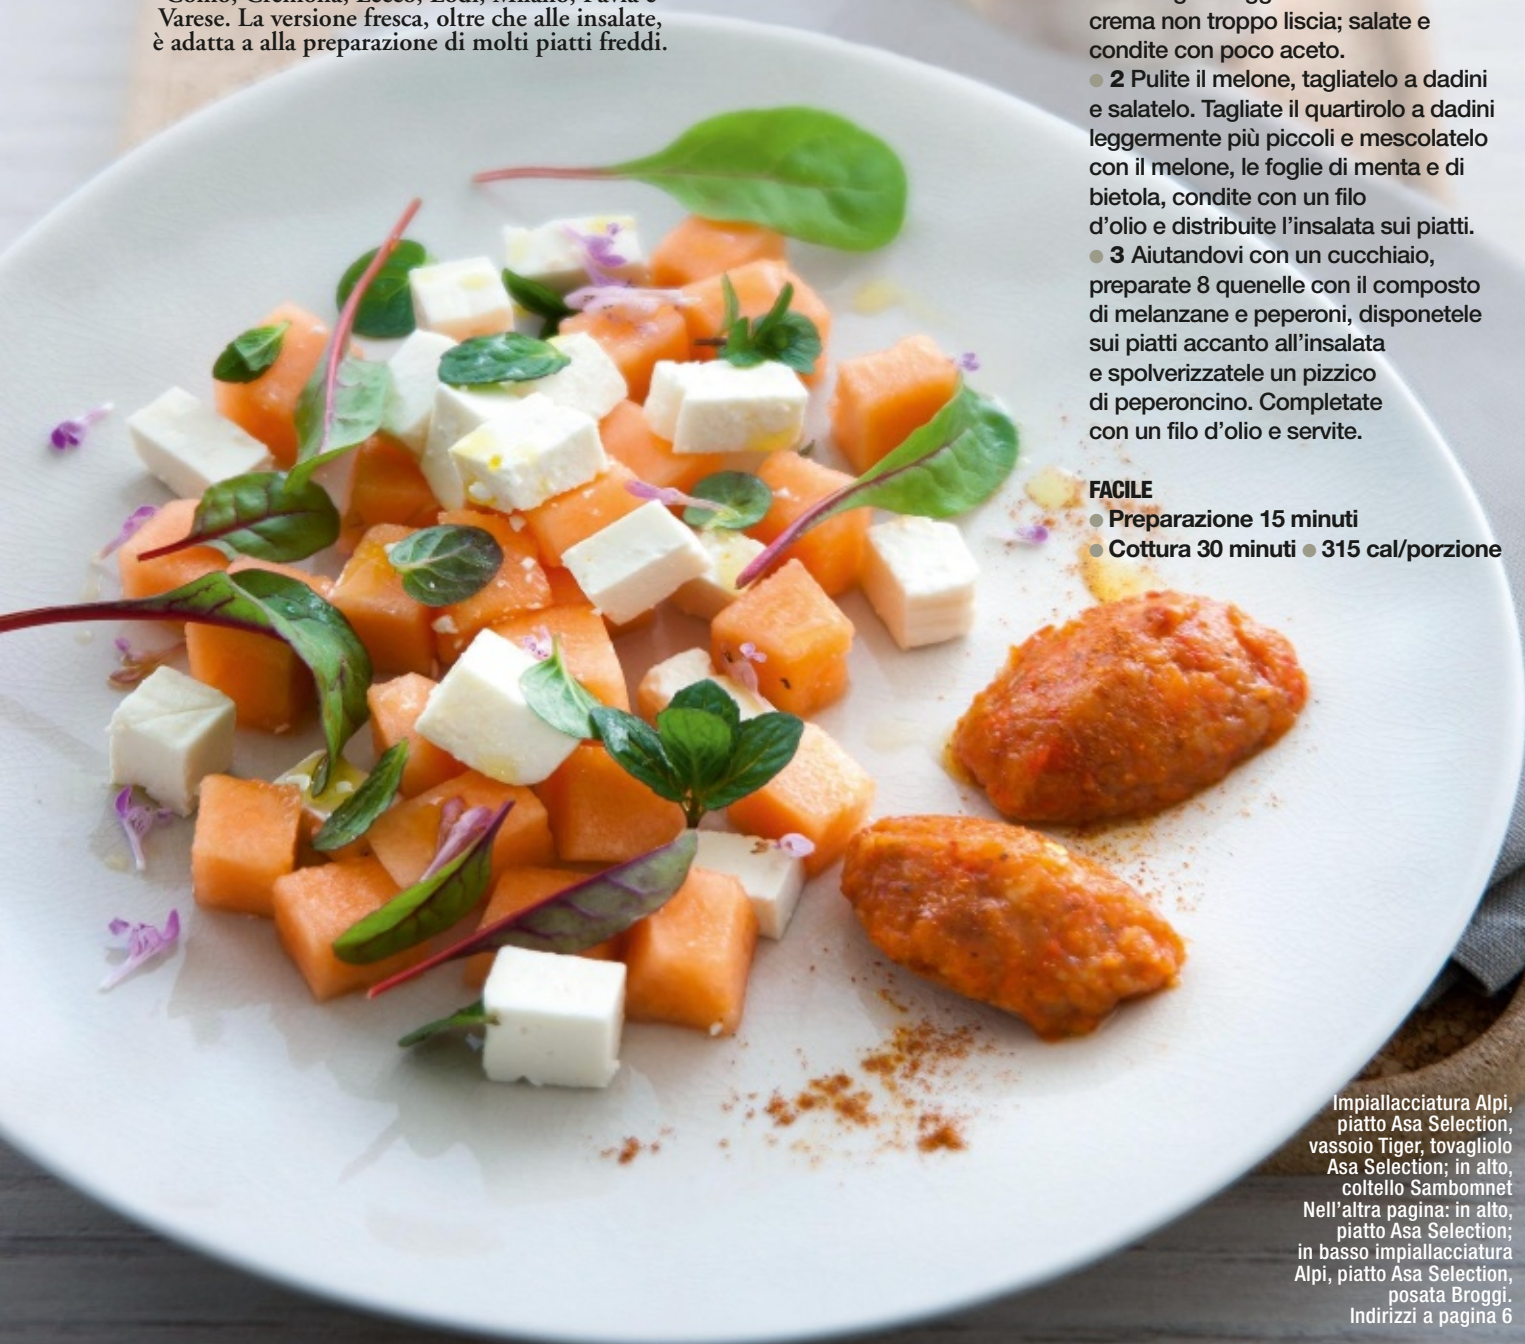 Como, Cremona, Lecco, Lodi, Milano, Pavia e
Varese. La versione fresca, oltre che alle insalate,
è adatta a alla preparazione di molti piatti freddi.
crema non troppo liscia; salate e
condite con poco aceto.
● 2 Pulite il melone, tagliatelo a dadini
e salatelo. Tagliate il quartirolo a dadini
leggermente più piccoli e mescolatelo
con il melone, le foglie di menta e di
bietola, condite con un filo
d'olio e distribuite l'insalata sui piatti.
● 3 Aiutandovi con un cucchiaio,
preparate 8 quenelle con il composto
di melanzane e peperoni, disponetele
sui piatti accanto all'insalata
e spolverizzatele un pizzico
di peperoncino. Completate
con un filo d'olio e servite.
FACILE
● Preparazione 15 minuti
● Cottura 30 minuti ● 315 cal/porzione
Impiallacciatura Alpi,
piatto Asa Selection,
vassoio Tiger, tovagliolo
Asa Selection; in alto,
coltello Sambomnet
Nell'altra pagina: in alto,
piatto Asa Selection;
in basso impiallacciatura
Alpi, piatto Asa Selection,
posata Broggi.
Indirizzi a pagina 6